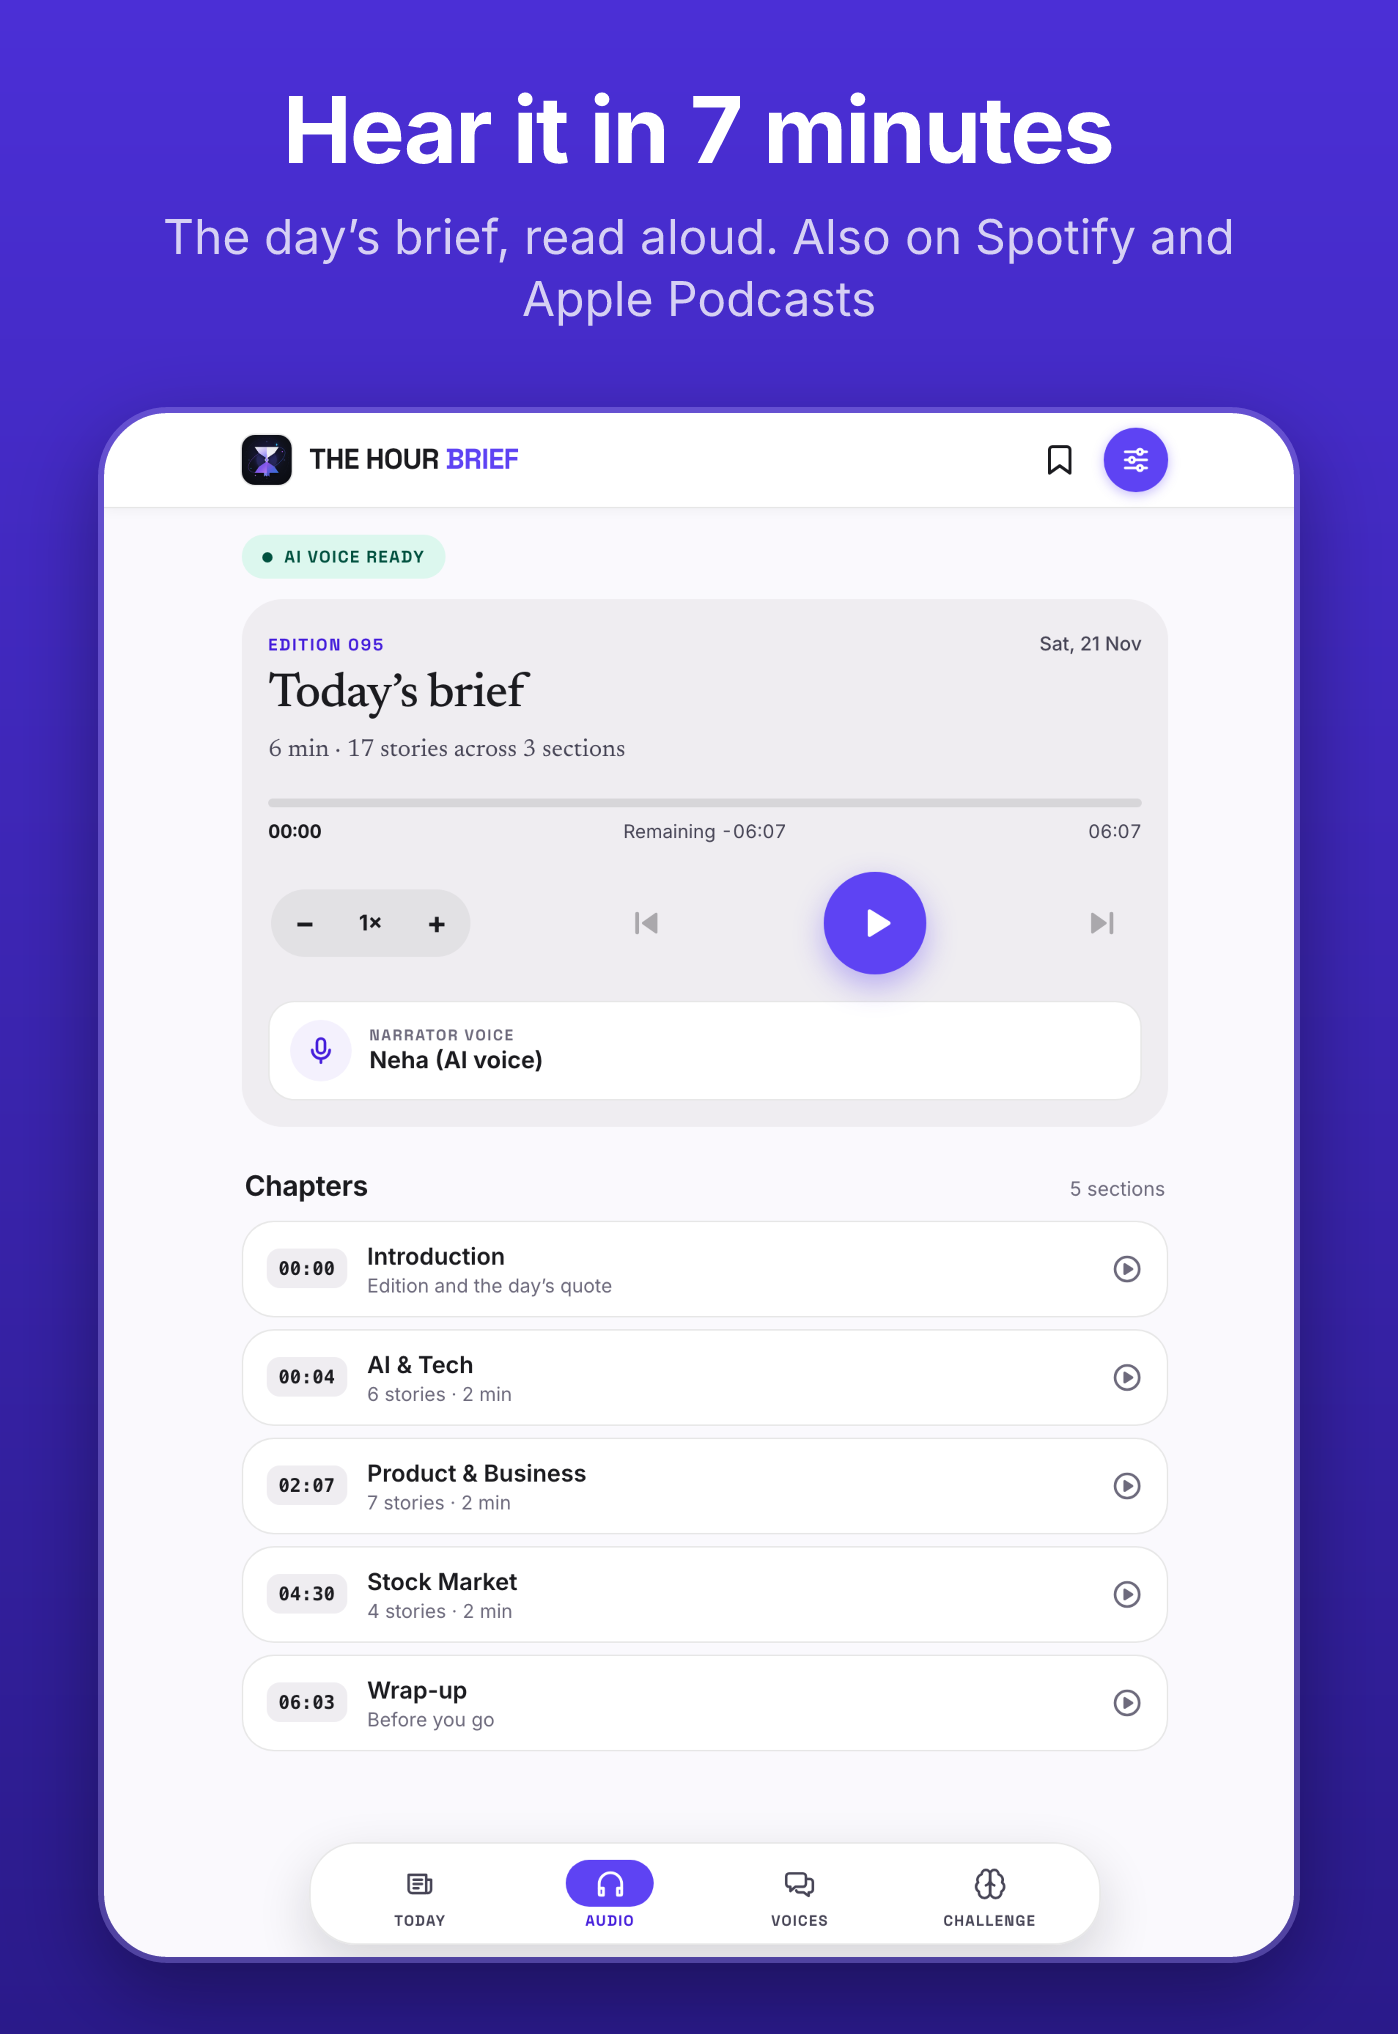 Hear it in 7 minutes
The day’s brief, read aloud. Also on Spotify and
Apple Podcasts
THE HOUR BRIEF
AI VOICE READY
EDITION 095
Sat, 21 Nov
Today’s brief
6 min · 17 stories across 3 sections
00:00
Remaining -06:07
06:07
− 1× +
NARRATOR VOICE
Neha (AI voice)
Chapters
5 sections
00:00
Introduction
Edition and the day’s quote
00:04
AI & Tech
6 stories · 2 min
02:07
Product & Business
7 stories · 2 min
04:30
Stock Market
4 stories · 2 min
06:03
Wrap-up
Before you go
TODAY
AUDIO
VOICES
CHALLENGE